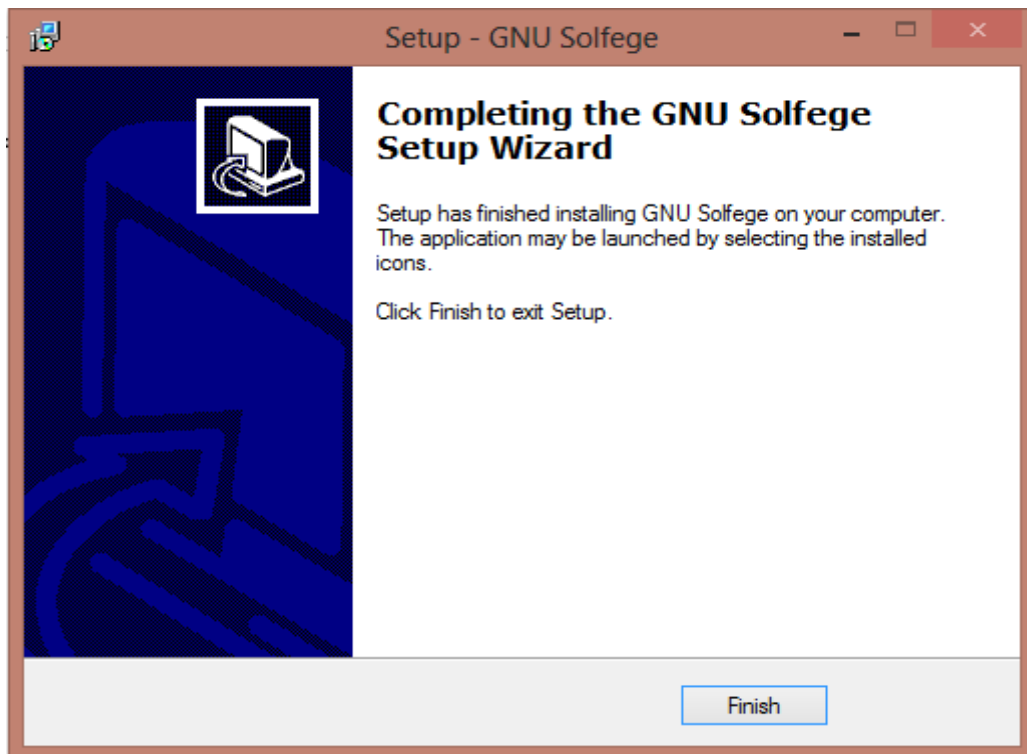 Setup - GNU Solfege
Completing the GNU Solfege
Setup Wizard
Setup has finished installing GNU Solfege on your computer.
The application may be launched by selecting the installed
icons.
Click Finish to exit Setup.
Finish